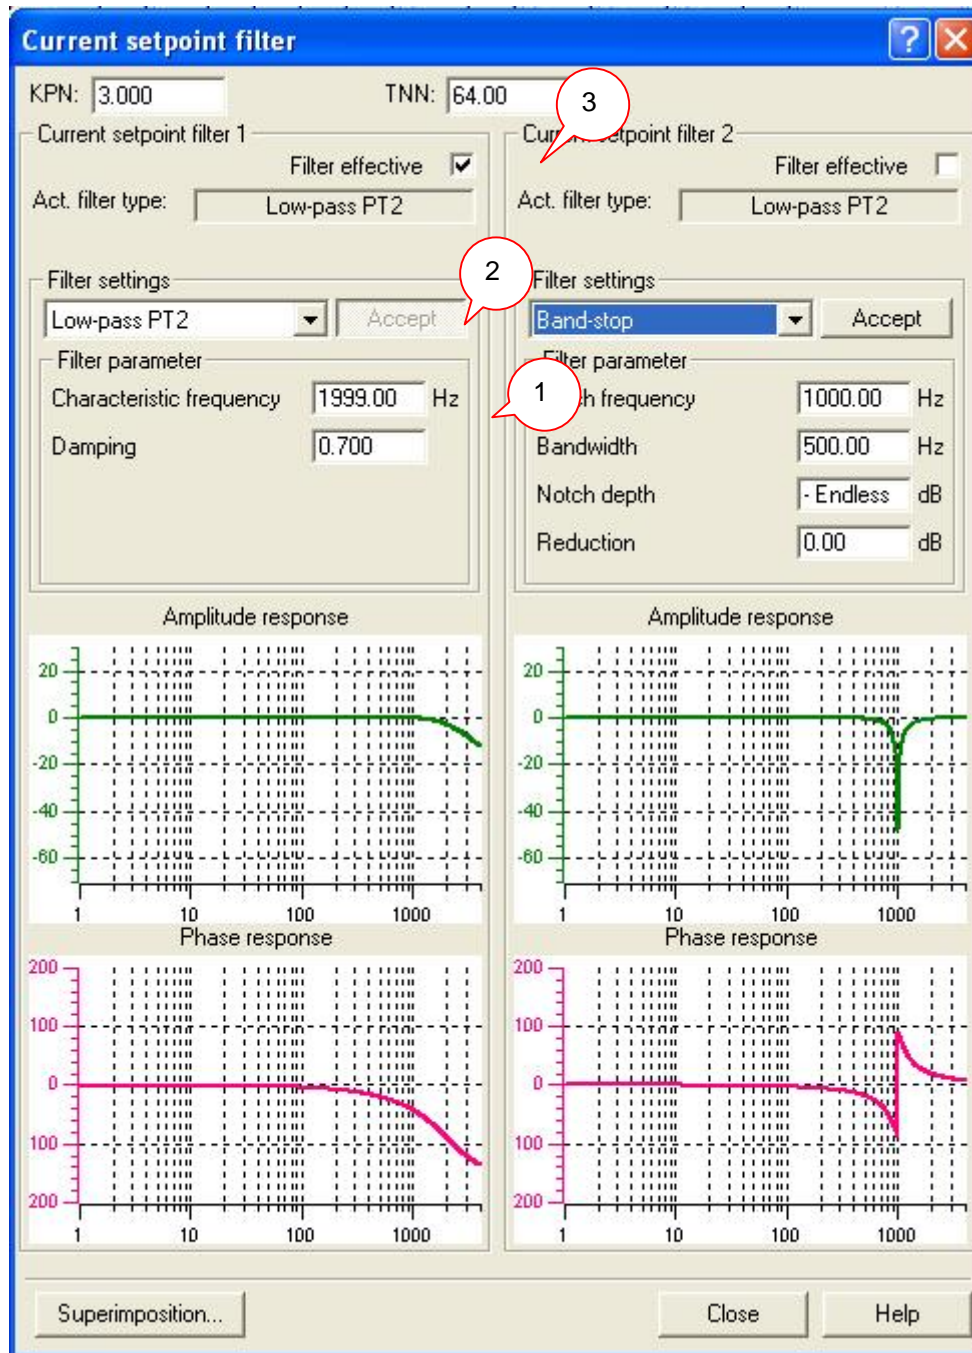 Current setpoint filter
KPN: 3.000 TNN: 64.00
3
Current setpoint filter 1
Filter effective
Act. filter type: Low-pass PT2
2
Filter settings
Low-pass PT2 Accept
Filter parameter
1
Characteristic frequency 1999.00 Hz
Damping 0.700
Amplitude response
20
0
-20
-40
-60
1 10 100 1000
Phase response
200
100
0
100
200
1 10 100 1000
setpoint filter 2
Filter effective
Act. filter type: Low-pass PT2
Filter settings
Band-stop Accept
Filter parameter
frequency 1000.00 Hz
Bandwidth 500.00 Hz
Notch depth - Endless dB
Reduction 0.00 dB
Amplitude response
20
0
-20
-40
-60
1 10 100 1000
Phase response
200
100
0
100
200
1 10 100 1000
Superimposition... Close Help